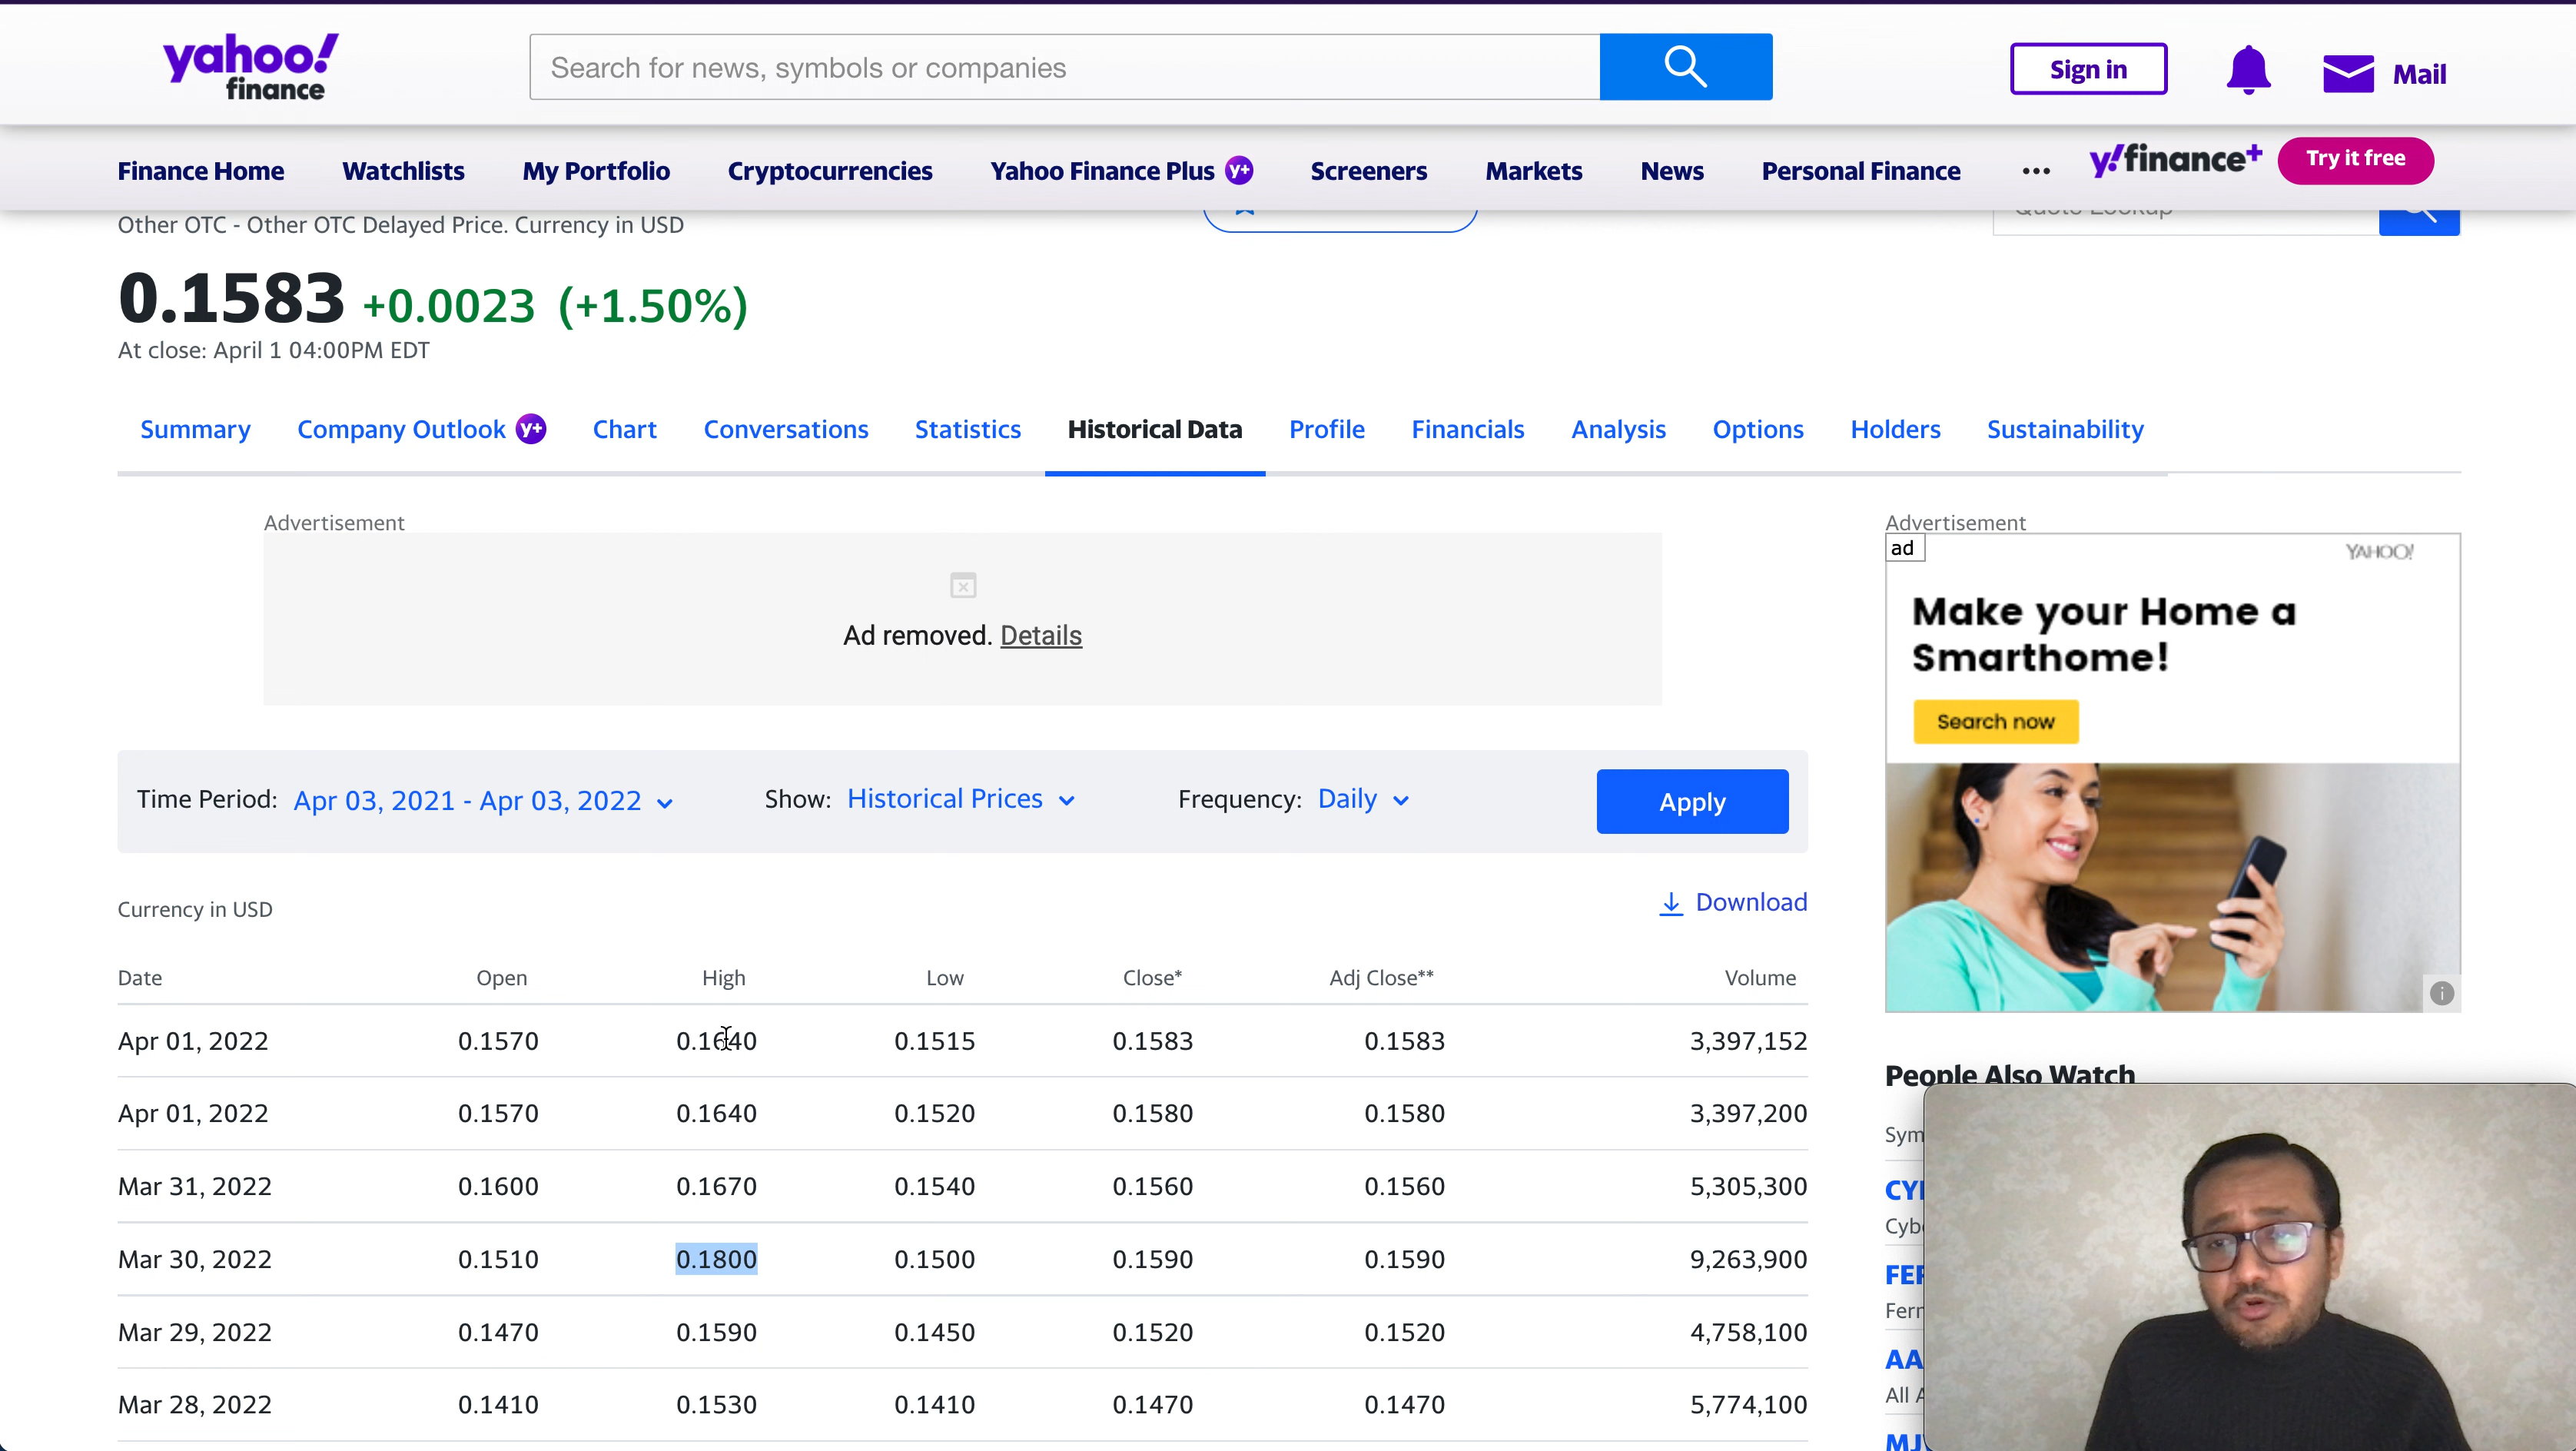 yahoo!
finance
Search for news, symbols or companies
Sign in
Mail
Finance Home Watchlists My Portfolio Cryptocurrencies Yahoo Finance Plus y+ Screeners Markets News Personal Finance ... y!finance+ Try it free
Other OTC - Other OTC Delayed Price. Currency in USD
Quote Lookup
0.1583 +0.0023 (+1.50%)
At close: April 1 04:00PM EDT
Summary Company Outlook y+ Chart Conversations Statistics Historical Data Profile Financials Analysis Options Holders Sustainability
Advertisement
Ad removed. Details
Advertisement
ad
YAHOO!
Make your Home a
Smarthome!
Search now
Time Period: Apr 03, 2021 - Apr 03, 2022 Show: Historical Prices Frequency: Daily Apply
Currency in USD
Download
Date Open High Low Close* Adj Close** Volume
Apr 01, 2022 0.1570 0.1640 0.1515 0.1583 0.1583 3,397,152
Apr 01, 2022 0.1570 0.1640 0.1520 0.1580 0.1580 3,397,200
Mar 31, 2022 0.1600 0.1670 0.1540 0.1560 0.1560 5,305,300
Mar 30, 2022 0.1510 0.1800 0.1500 0.1590 0.1590 9,263,900
Mar 29, 2022 0.1470 0.1590 0.1450 0.1520 0.1520 4,758,100
Mar 28, 2022 0.1410 0.1530 0.1410 0.1470 0.1470 5,774,100
People Also Watch
Sym
Cyb
Fer
AA
All A
MJ